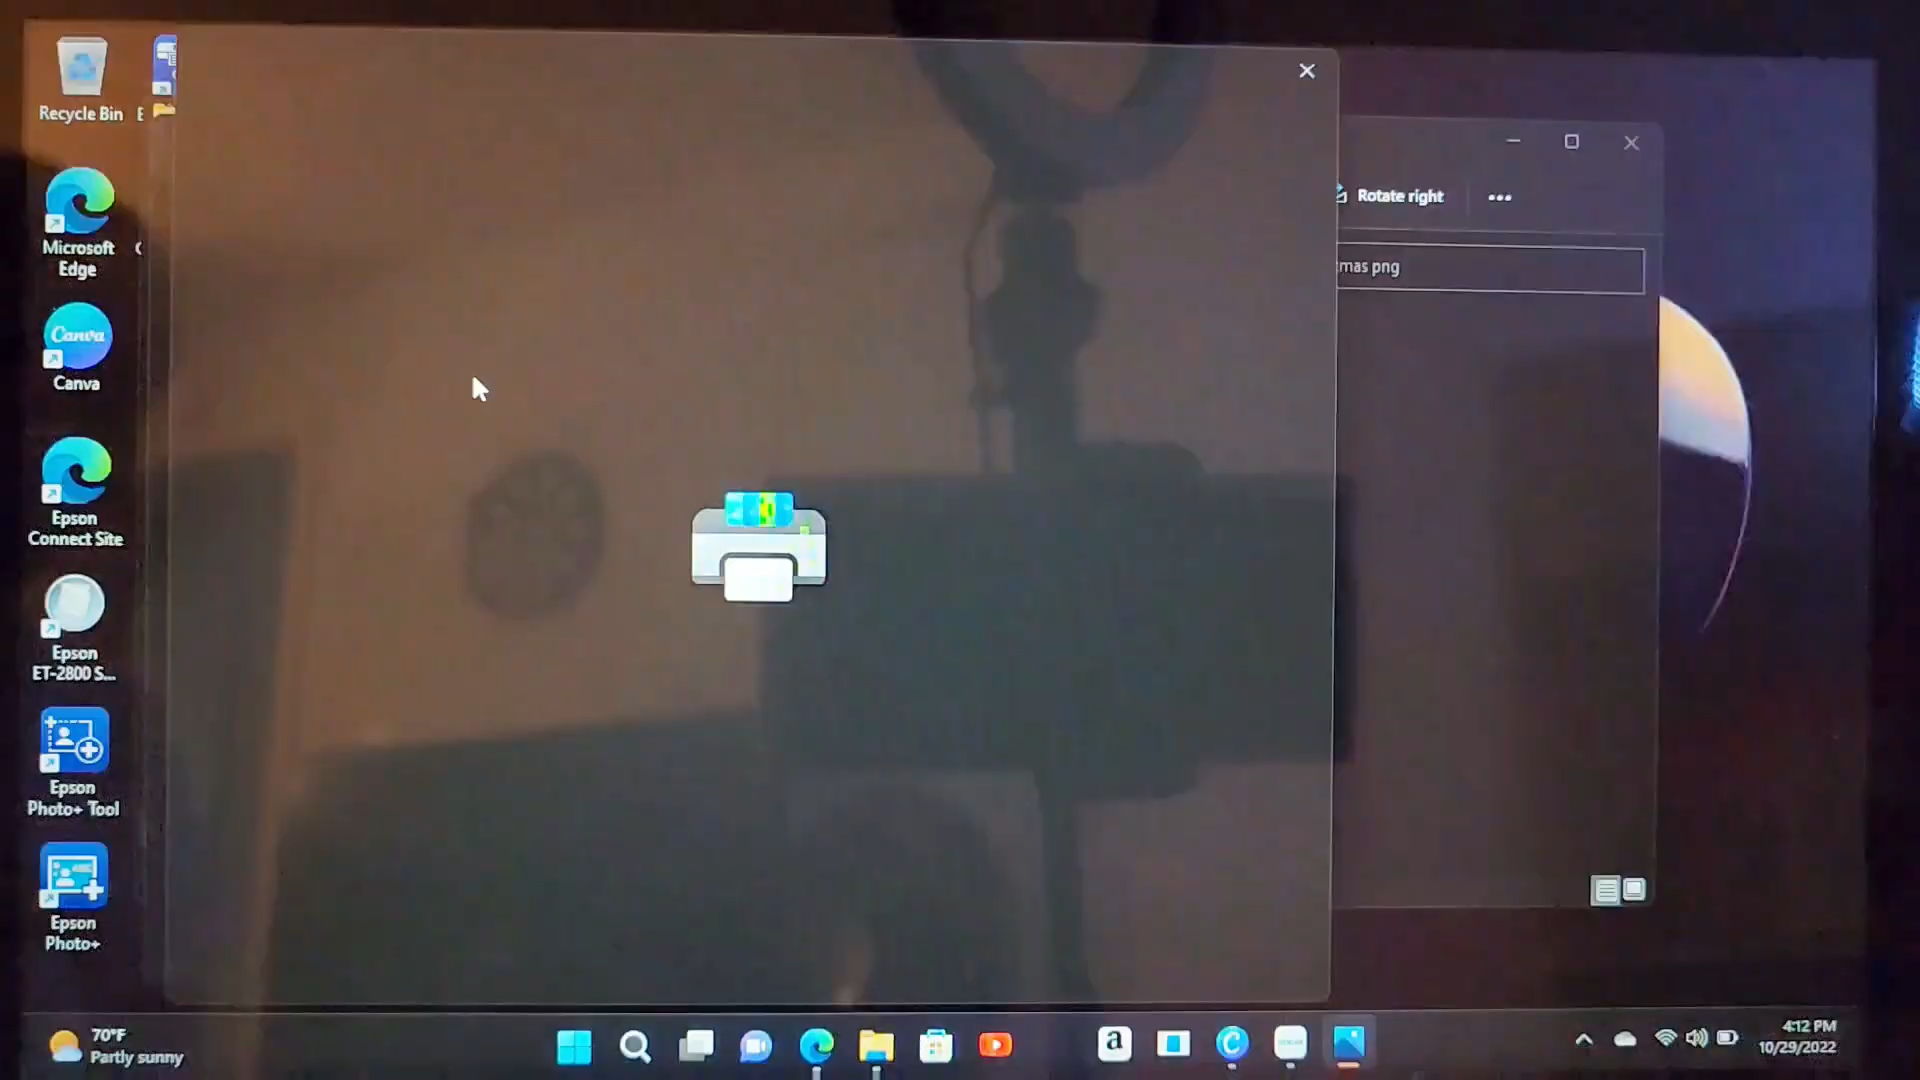 Recycle Bin
E
Microsoft
Edge
Canva
Canva
Epson
Connect Site
Epson
ET-2800 S...
Epson
Photo+ Tool
Epson
Photo+
Rotate right
mas png
70°F
Partly sunny
a
4:12 PM
10/29/2022